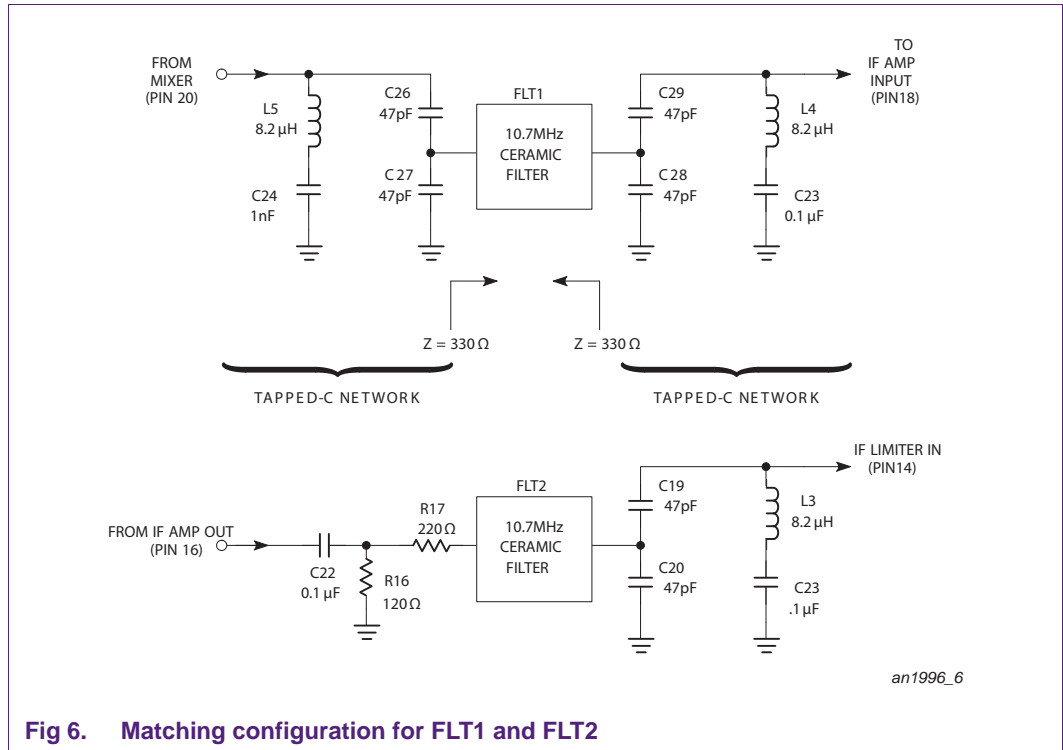 FROM
MIXER
(PIN 20)
L5
8.2 µH
C24
1nF
C26
47pF
C 27
47pF
FLT1
10.7MHz
CERAMIC
FILTER
C29
47pF
C 28
47pF
L4
8.2 µH
C23
0.1 µF
TO
IF AMP
INPUT
(PIN18)
Z = 330 Ω
Z = 330 Ω
TAPPED-C NETWORK
TAPPED-C NETWORK
FROM IF AMP OUT
(PIN 16)
C22
0.1 µF
R16
120Ω
R17
220Ω
FLT2
10.7MHz
CERAMIC
FILTER
C19
47pF
C20
47pF
L3
8.2 µH
C23
.1µF
IF LIMITER IN
(PIN14)
an1996_6
Fig 6. Matching configuration for FLT1 and FLT2